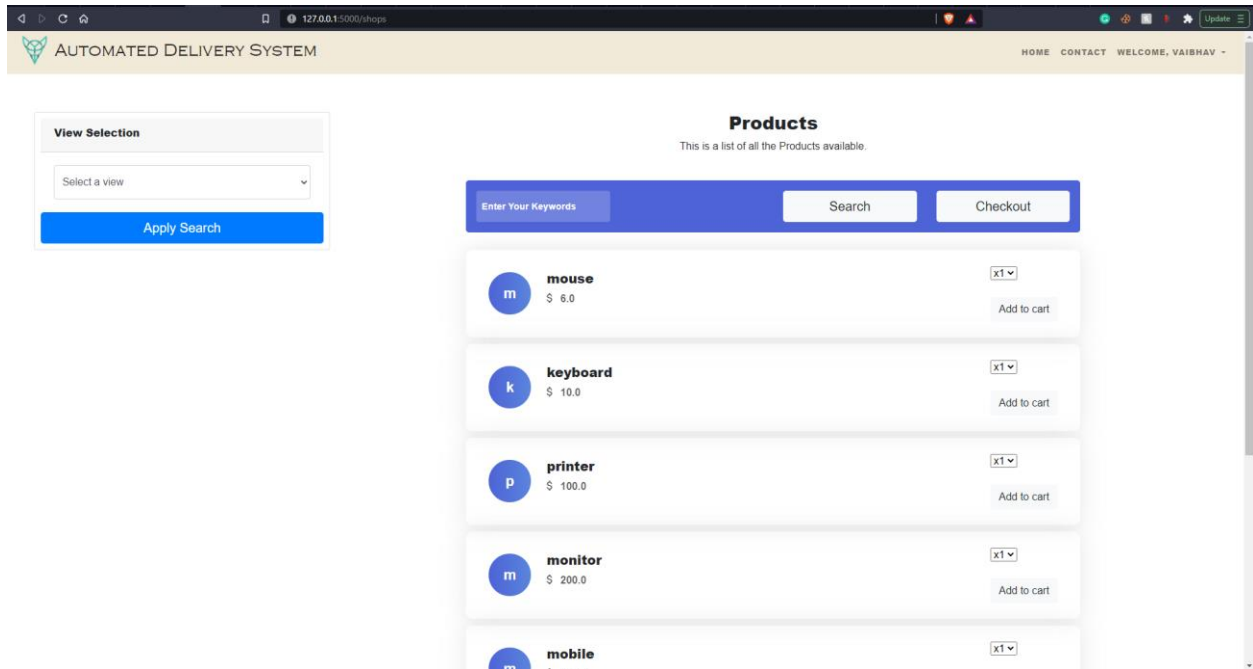 127.0.0.1:5000/shops
Update
AUTOMATED DELIVERY SYSTEM
HOME CONTACT WELCOME, VAIBHAV
View Selection
Select a view
Apply Search
Products
This is a list of all the Products available.
Enter Your Keywords Search Checkout
m mouse x1
$ 6.0
Add to cart
k keyboard x1
$ 10.0
Add to cart
p printer x1
$ 100.0
Add to cart
m monitor x1
$ 200.0
Add to cart
m mobile x1